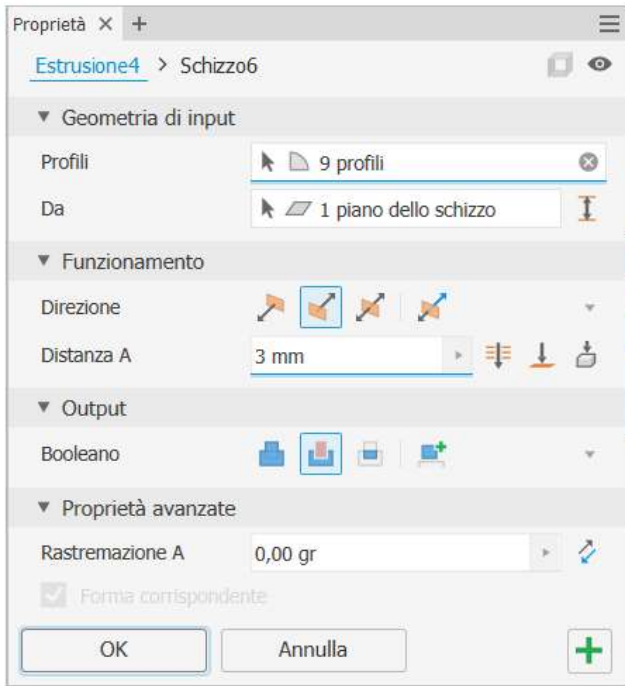 Proprietà × +
Estrusione4 > Schizzo6
Geometria di input
Profili 9 profili
Da 1 piano dello schizzo
Funzionamento
Direzione
Distanza A 3 mm
Output
Booleano
Proprietà avanzate
Rastremazione A 0,00 gr
Forma corrispondente
OK Annulla